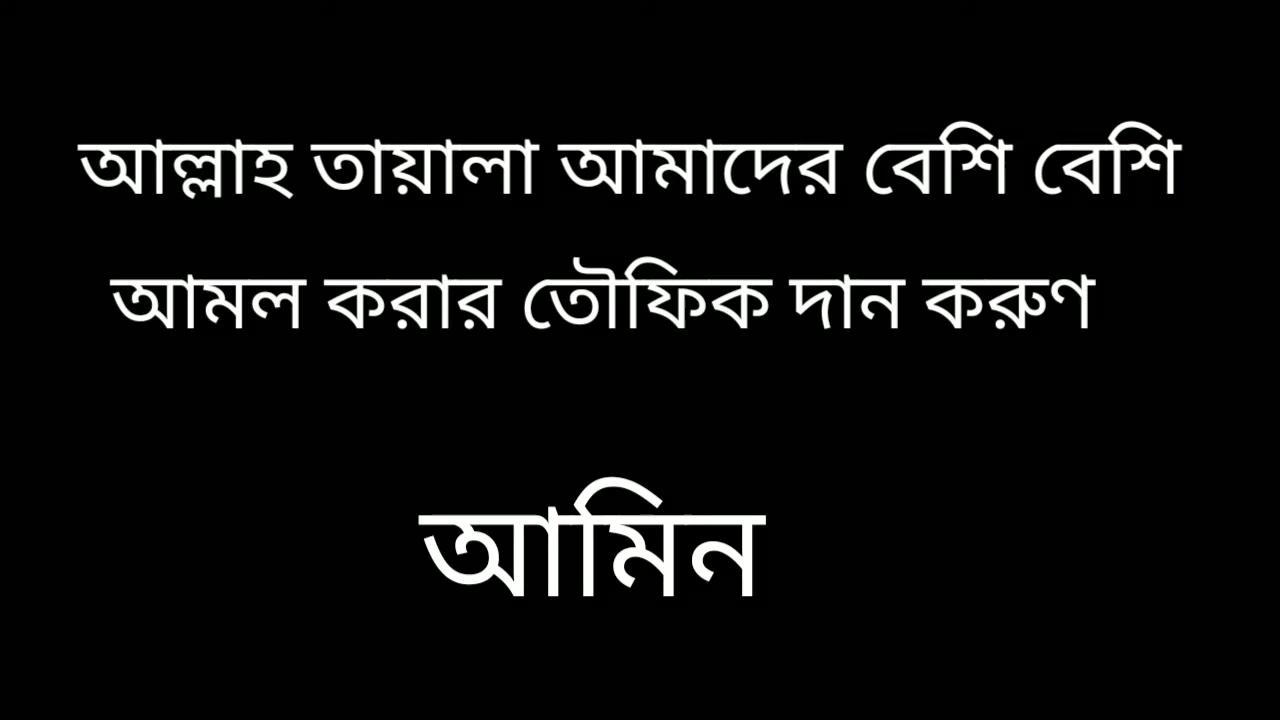 আল্লাহ তায়ালা আমাদের বেশি বেশি
আমল করার তৌফিক দান করুণ
আমিন